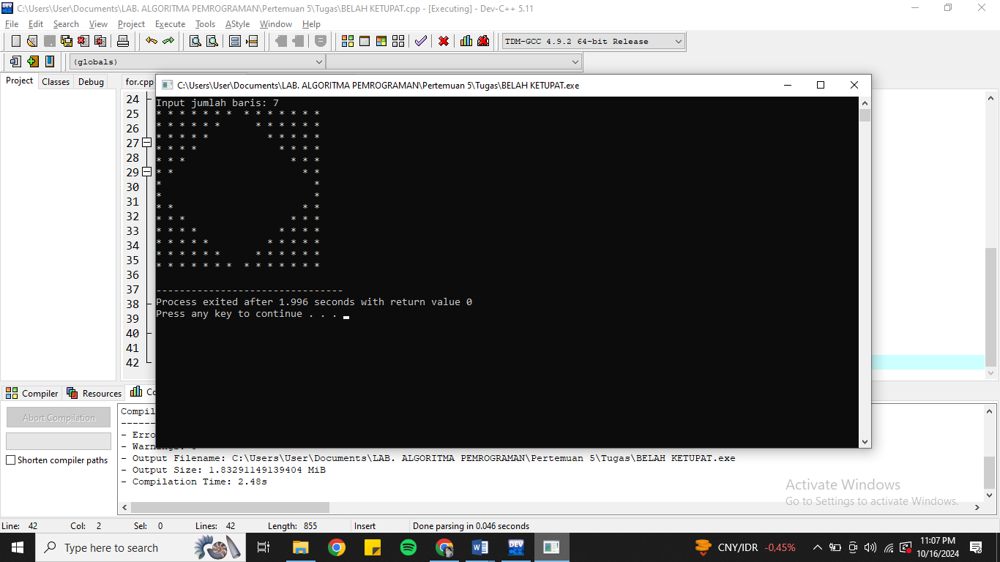 C:\Users\User\Documents\LAB. ALGORITMA PEMROGRAMAN\Pertemuan 5\Tugas\BELAH KETUPAT.cpp - [Executing] - Dev-C++ 5.11
File Edit Search View Project Execute Tools AStyle Window Help
TDM-GCC 4.9.2 64-bit Release
(globals)
Project Classes Debug for.cpp
C:\Users\User\Documents\LAB. ALGORITMA PEMROGRAMAN\Pertemuan 5\Tugas\BELAH KETUPAT.exe
24
25
26
27
28
29
30
31
32
33
34
35
36
37
38
39
40
41
42
Input jumlah baris: 7
* * * * * * *  * * * * * * *
* * * * * *      * * * * * *
* * * * *          * * * * *
* * * *              * * * *
* * *                  * * *
* *                      * *
*                          *
*                          *
* *                      * *
* * *                  * * *
* * * *              * * * *
* * * * *          * * * * *
* * * * * *      * * * * * *
* * * * * * *  * * * * * * *
--------------------------------
Process exited after 1.996 seconds with return value 0
Press any key to continue . . .
Compiler Resources Co
Abort Compilation
Shorten compiler paths
Compil
------
- Erro
- Output Filename: C:\Users\User\Documents\LAB. ALGORITMA PEMROGRAMAN\Pertemuan 5\Tugas\BELAH KETUPAT.exe
- Output Size: 1.83291149139404 MiB
- Compilation Time: 2.48s
Activate Windows
Go to Settings to activate Windows.
Line: 42 Col: 2 Sel: 0 Lines: 42 Length: 855 Insert Done parsing in 0.046 seconds
Type here to search
DEV
CNY/IDR -0,45%
11:07 PM
10/16/2024